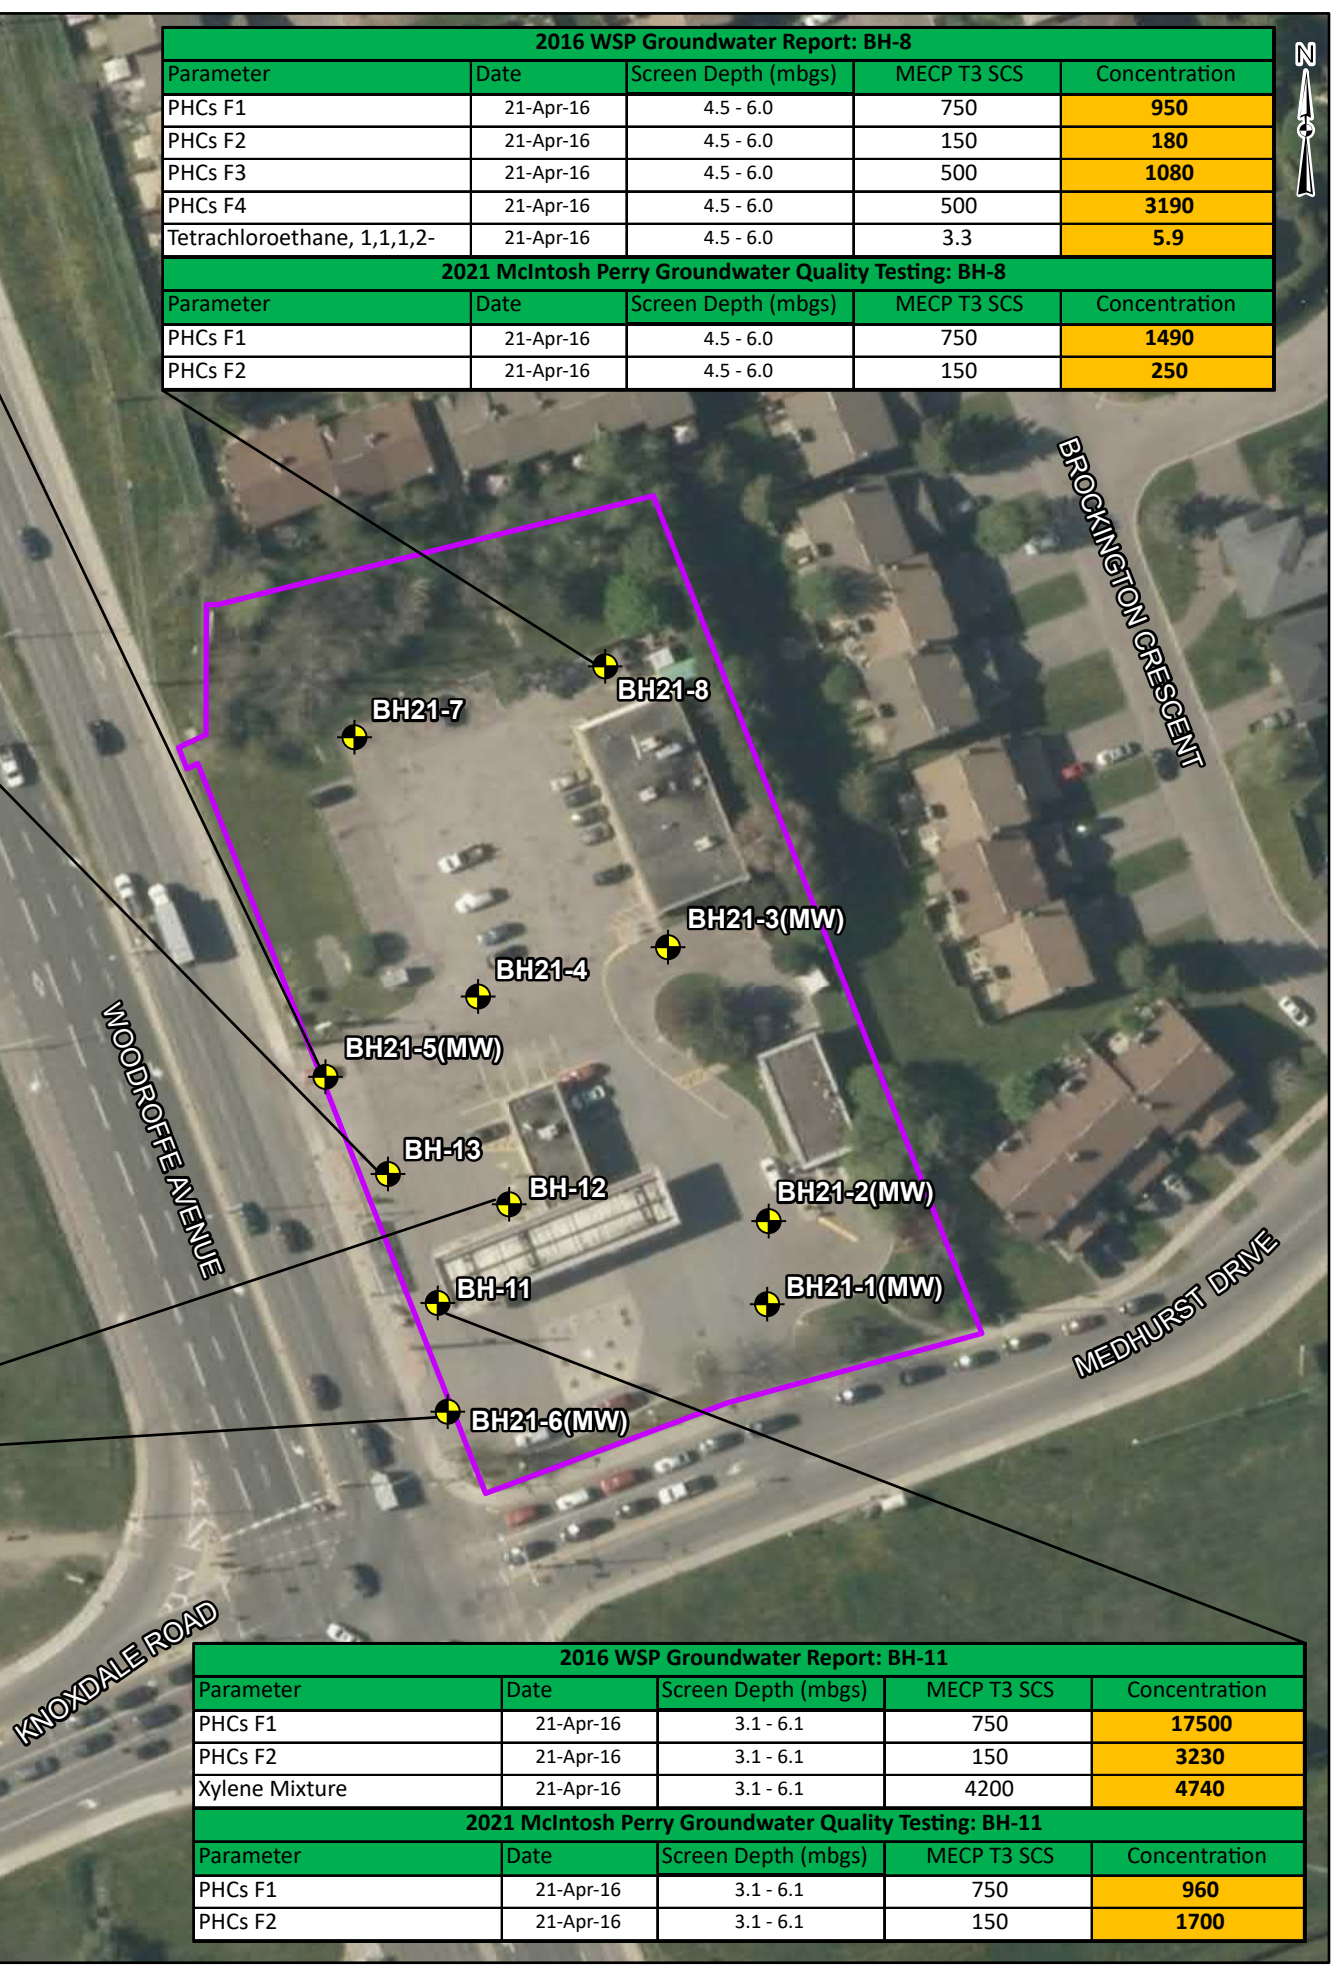 2016 WSP Groundwater Report: BH-8
Parameter Date Screen Depth (mbgs) MECP T3 SCS Concentration
PHCs F1 21-Apr-16 4.5 - 6.0 750 950
PHCs F2 21-Apr-16 4.5 - 6.0 150 180
PHCs F3 21-Apr-16 4.5 - 6.0 500 1080
PHCs F4 21-Apr-16 4.5 - 6.0 500 3190
Tetrachloroethane, 1,1,1,2- 21-Apr-16 4.5 - 6.0 3.3 5.9
2021 McIntosh Perry Groundwater Quality Testing: BH-8
Parameter Date Screen Depth (mbgs) MECP T3 SCS Concentration
PHCs F1 21-Apr-16 4.5 - 6.0 750 1490
PHCs F2 21-Apr-16 4.5 - 6.0 150 250
N
BROCKINGTON CRESCENT
BH21-8
BH21-7
BH21-3(MW)
BH21-4
WOODROFFE AVENUE
BH21-5(MW)
BH-13
BH-12
BH21-2(MW)
BH-11
BH21-1(MW)
MEDHURST DRIVE
BH21-6(MW)
KNOXDALE ROAD
2016 WSP Groundwater Report: BH-11
Parameter Date Screen Depth (mbgs) MECP T3 SCS Concentration
PHCs F1 21-Apr-16 3.1 - 6.1 750 17500
PHCs F2 21-Apr-16 3.1 - 6.1 150 3230
Xylene Mixture 21-Apr-16 3.1 - 6.1 4200 4740
2021 McIntosh Perry Groundwater Quality Testing: BH-11
Parameter Date Screen Depth (mbgs) MECP T3 SCS Concentration
PHCs F1 21-Apr-16 3.1 - 6.1 750 960
PHCs F2 21-Apr-16 3.1 - 6.1 150 1700